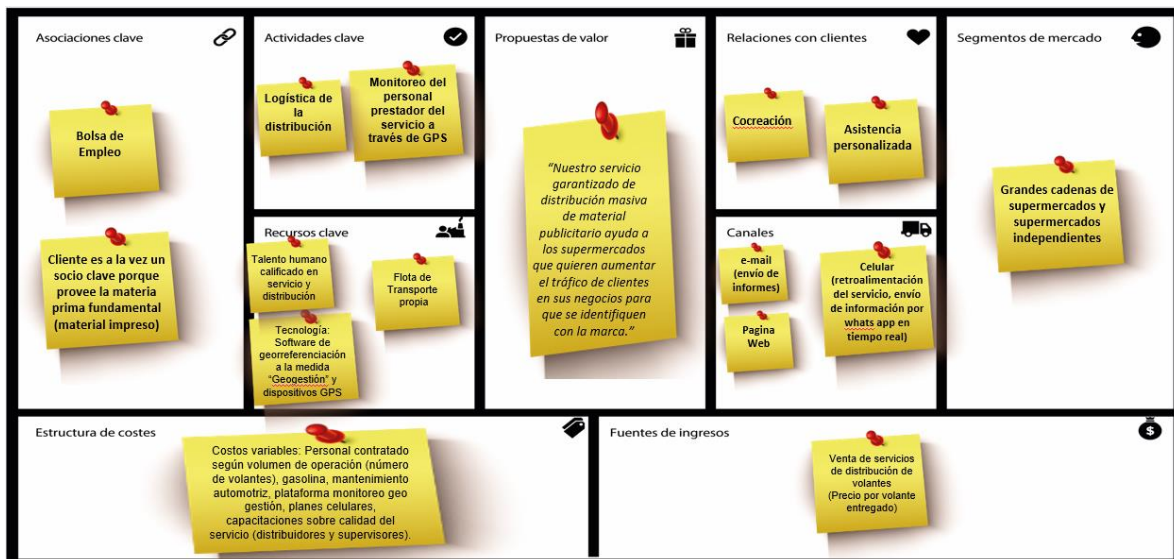 Asociaciones clave
Bolsa de
Empleo
Cliente es a la vez un
socio clave porque
provee la materia
prima fundamental
(material impreso)
Actividades clave
Logística de
la
distribución
Monitoreo del
personal
prestador del
servicio a
través de GPS
Recursos clave
Talento humano
calificado en
servicio y
distribución
Flota de
Transporte
propia
Tecnología:
Software de
georreferenciación
a la medida
“Geogestión” y
dispositivos GPS
Propuestas de valor
“Nuestro servicio
garantizado de
distribución masiva
de material
publicitario ayuda a
los supermercados
que quieren aumentar
el tráfico de clientes
en sus negocios para
que se identifiquen
con la marca.”
Relaciones con clientes
Cocreación
Asistencia
personalizada
Canales
e-mail
(envío de
informes)
Celular
(retroalimentación
del servicio, envío
de información por
whats app en
tiempo real)
Pagina
Web
Segmentos de mercado
Grandes cadenas de
supermercados y
supermercados
independientes
Estructura de costes
Costos variables: Personal contratado
según volumen de operación (número
de volantes), gasolina, mantenimiento
automotriz, plataforma monitoreo geo
gestión, planes celulares,
capacitaciones sobre calidad del
servicio (distribuidores y supervisores).
Fuentes de ingresos
$
Venta de servicios
de distribución de
volantes
(Precio por volante
entregado)